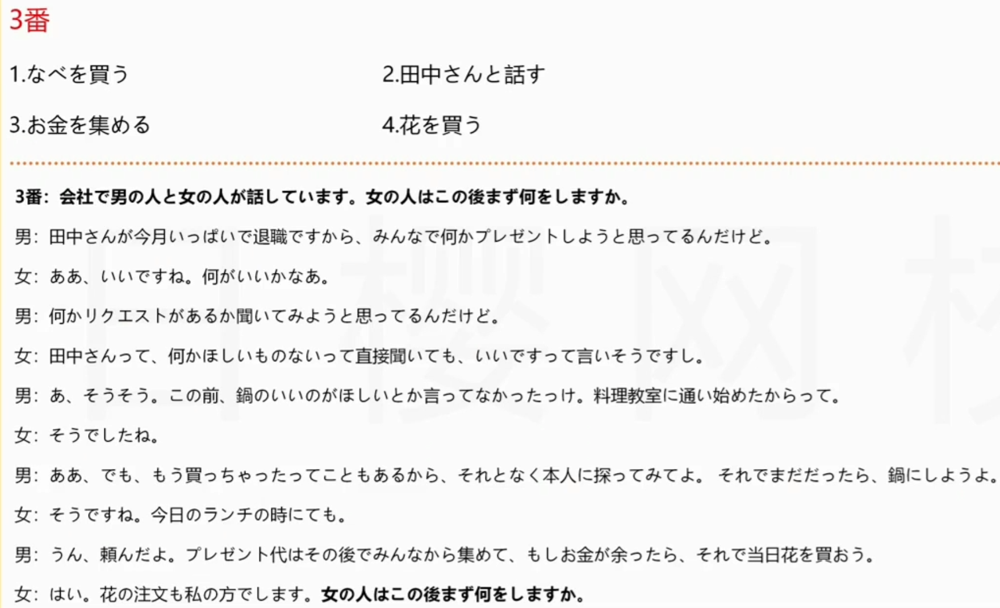 3番
1.なべを買う 2.田中さんと話す
3.お金を集める 4.花を買う
3番：会社で男の人と女の人が話しています。女の人はこの後まず何をしますか。
男：田中さんが今月いっぱいで退職ですから、みんなで何かプレゼントしようと思ってるんだけど。
女：ああ、いいですね。何がいいかなあ。
男：何かリクエストがあるか聞いてみようと思ってるんだけど。
女：田中さんって、何かほしいものないって直接聞いても、いいですって言いそうですし。
男：あ、そうそう。この前、鍋のいいのがほしいとか言ってなかったっけ。料理教室に通い始めたからって。
女：そうでしたね。
男：ああ、でも、もう買っちゃったってこともあるから、それとなく本人に探ってみてよ。 それでまだだったら、鍋にしようよ。
女：そうですね。今日のランチの時にても。
男：うん、頼んだよ。プレゼント代はその後でみんなから集めて、もしお金が余ったら、それで当日花を買おう。
女：はい。花の注文も私の方でします。女の人はこの後まず何をしますか。
日樱网校